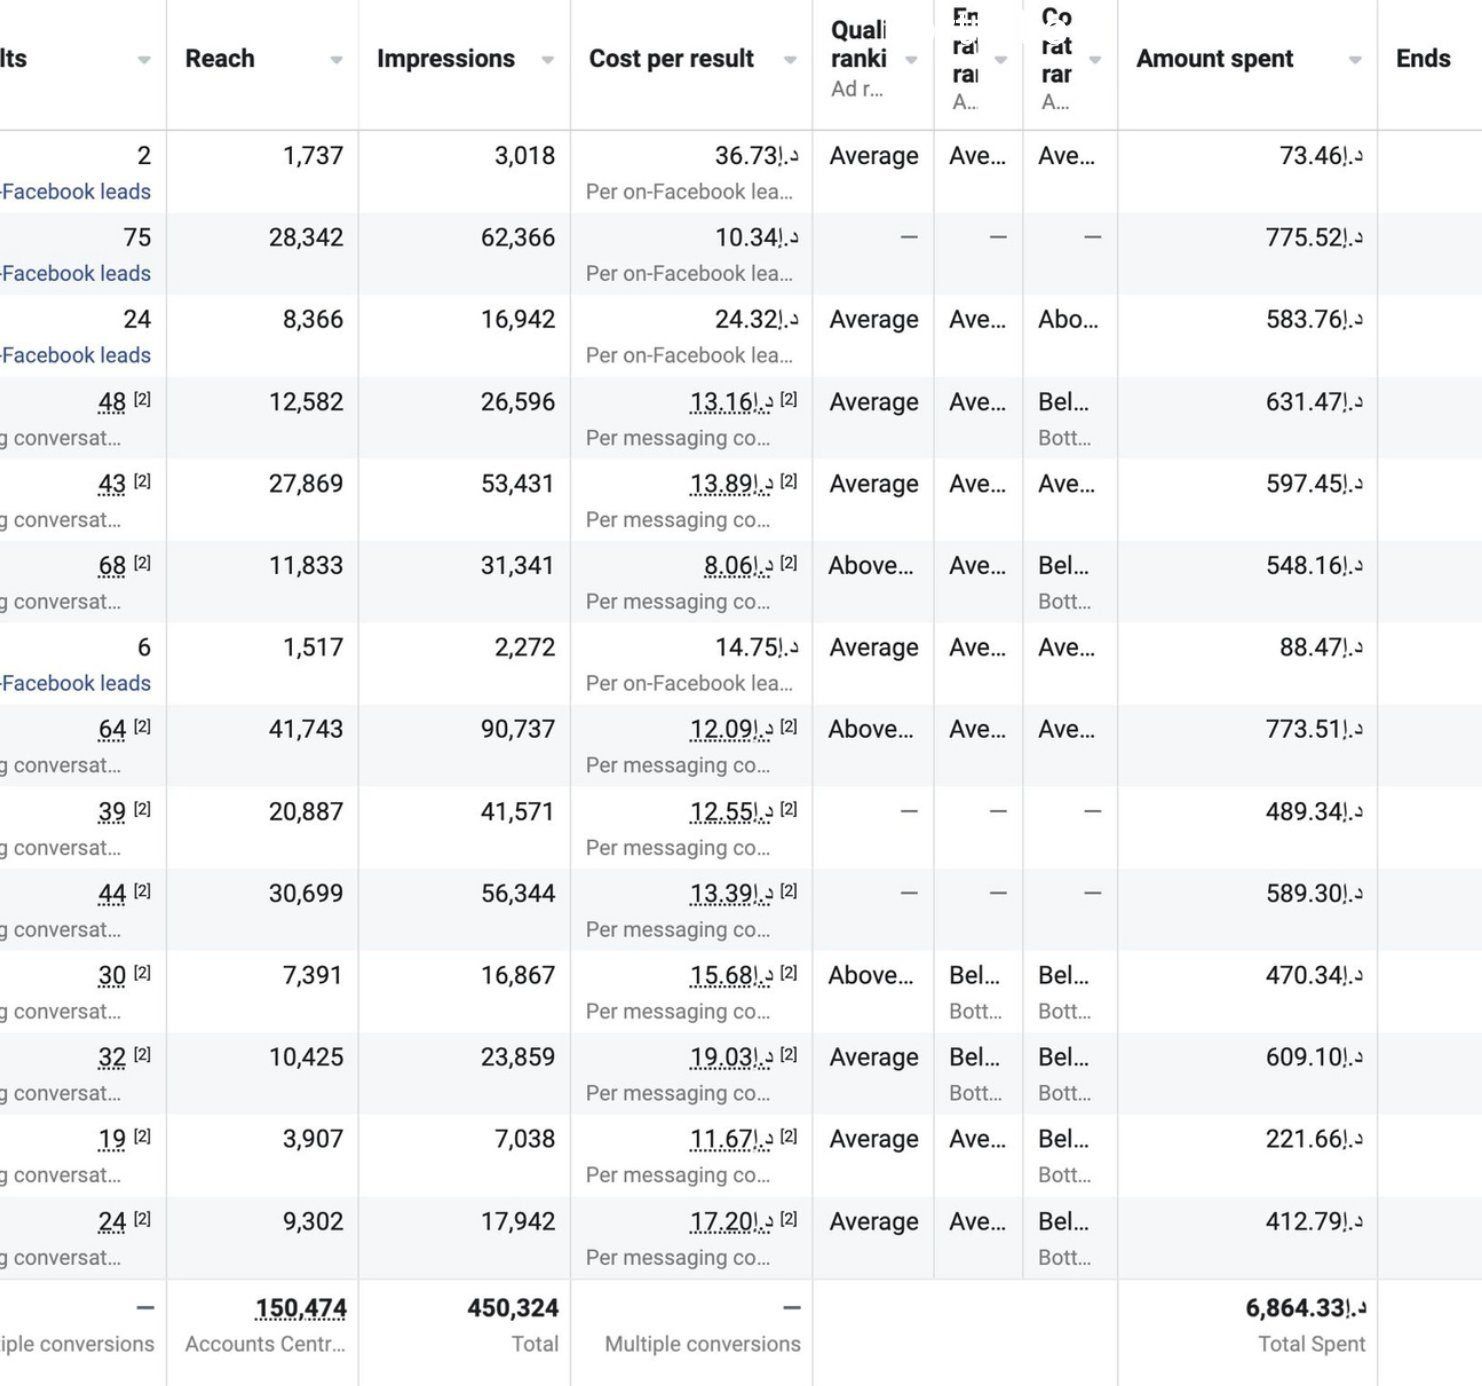 lts Reach Impressions Cost per result Quali ranki Ad r... En rat rar A... Co rat rar A... Amount spent Ends
2 1,737 3,018 36.73د.إ.‏ Average Ave... Ave... 73.46د.إ.‏
-Facebook leads Per on-Facebook lea...
75 28,342 62,366 10.34د.إ.‏ — — — 775.52د.إ.‏
-Facebook leads Per on-Facebook lea...
24 8,366 16,942 24.32د.إ.‏ Average Ave... Abo... 583.76د.إ.‏
-Facebook leads Per on-Facebook lea...
48 [2] 12,582 26,596 13.16د.إ.‏ [2] Average Ave... Bel... 631.47د.إ.‏
g conversat... Per messaging co... Bott...
43 [2] 27,869 53,431 13.89د.إ.‏ [2] Average Ave... Ave... 597.45د.إ.‏
g conversat... Per messaging co...
68 [2] 11,833 31,341 8.06د.إ.‏ [2] Above... Ave... Bel... 548.16د.إ.‏
g conversat... Per messaging co... Bott...
6 1,517 2,272 14.75د.إ.‏ Average Ave... Ave... 88.47د.إ.‏
-Facebook leads Per on-Facebook lea...
64 [2] 41,743 90,737 12.09د.إ.‏ [2] Above... Ave... Ave... 773.51د.إ.‏
g conversat... Per messaging co...
39 [2] 20,887 41,571 12.55د.إ.‏ [2] — — — 489.34د.إ.‏
g conversat... Per messaging co...
44 [2] 30,699 56,344 13.39د.إ.‏ [2] — — — 589.30د.إ.‏
g conversat... Per messaging co...
30 [2] 7,391 16,867 15.68د.إ.‏ [2] Above... Bel... Bel... 470.34د.إ.‏
g conversat... Per messaging co... Bott... Bott...
32 [2] 10,425 23,859 19.03د.إ.‏ [2] Average Bel... Bel... 609.10د.إ.‏
g conversat... Per messaging co... Bott... Bott...
19 [2] 3,907 7,038 11.67د.إ.‏ [2] Average Ave... Bel... 221.66د.إ.‏
g conversat... Per messaging co... Bott...
24 [2] 9,302 17,942 17.20د.إ.‏ [2] Average Ave... Bel... 412.79د.إ.‏
g conversat... Per messaging co... Bott...
— 150,474 450,324 — 6,864.33د.إ.‏
iple conversions Accounts Centr... Total Multiple conversions Total Spent